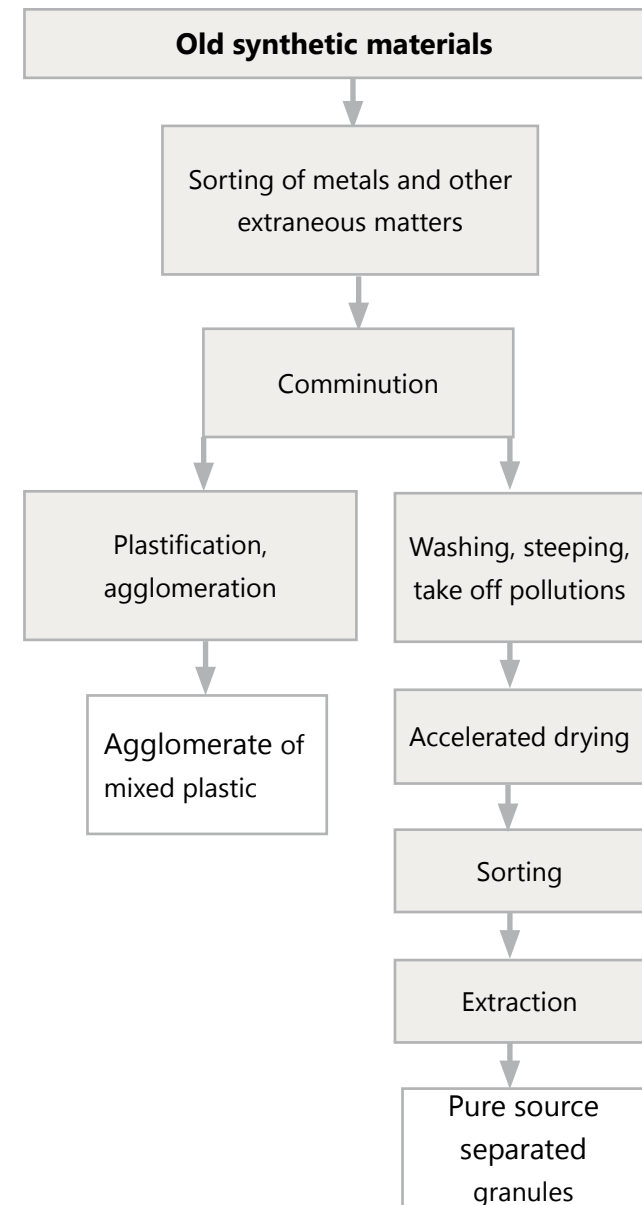 Old synthetic materials
Sorting of metals and other
extraneous matters
Comminution
Plastification,
agglomeration
Washing, steeping,
take off pollutions
Agglomerate of
mixed plastic
Accelerated drying
Sorting
Extraction
Pure source
separated
granules